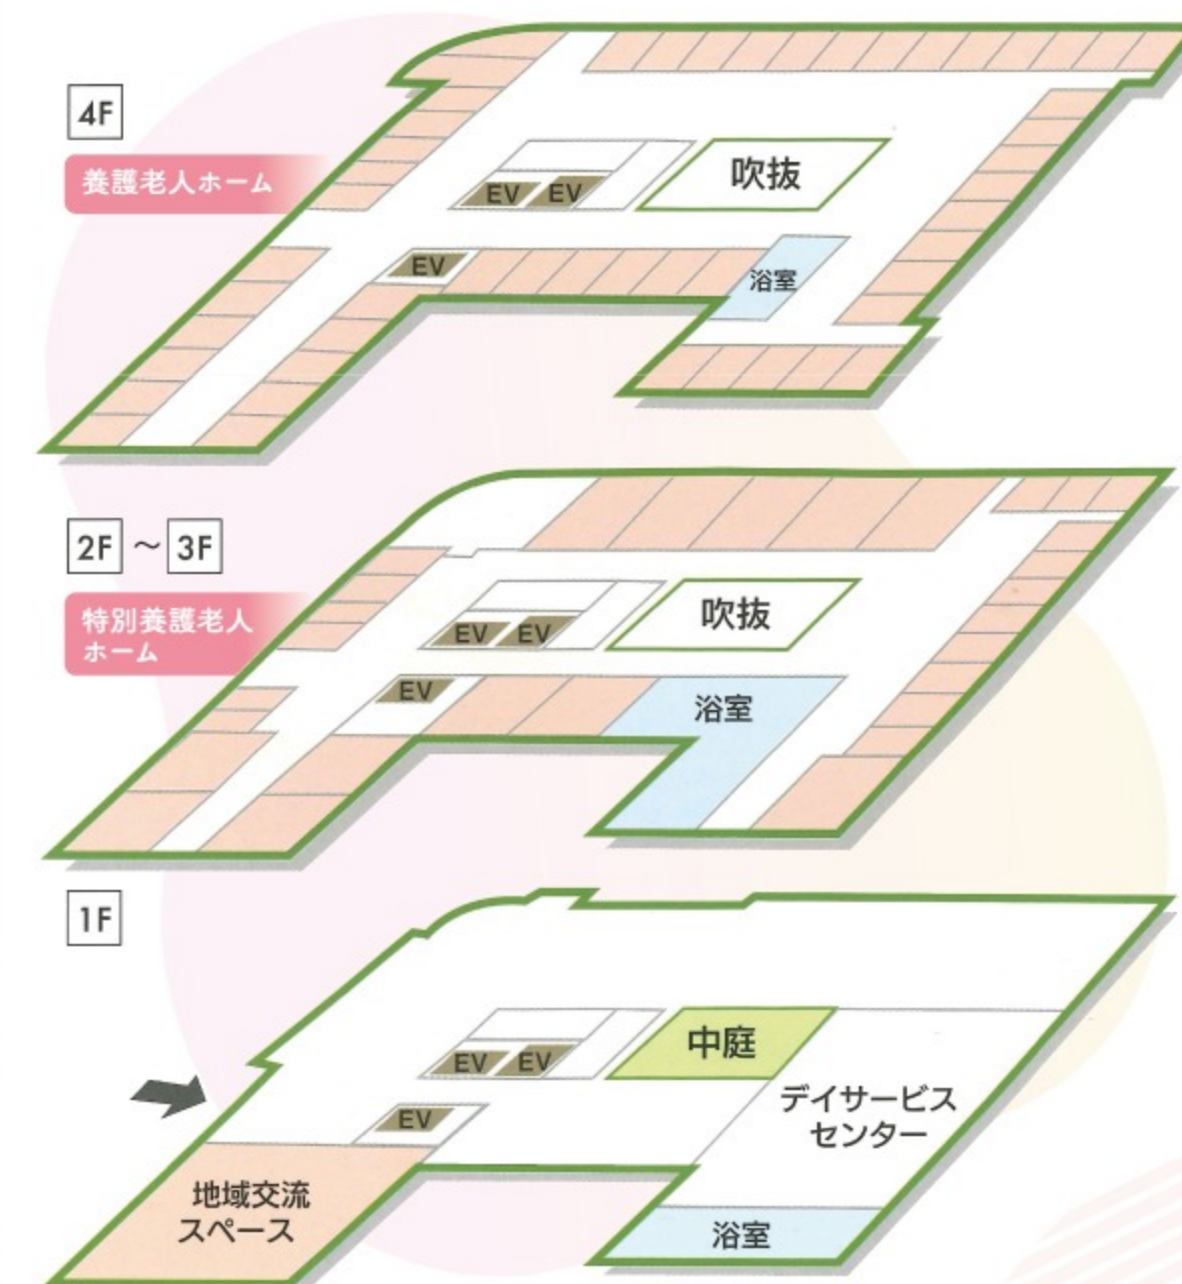 4F
養護老人ホーム
吹抜
EV EV
EV
浴室
2F ～ 3F
特別養護老人
ホーム
吹抜
EV EV
EV
浴室
1F
中庭
EV EV
デイサービス
センター
EV
地域交流
スペース
浴室